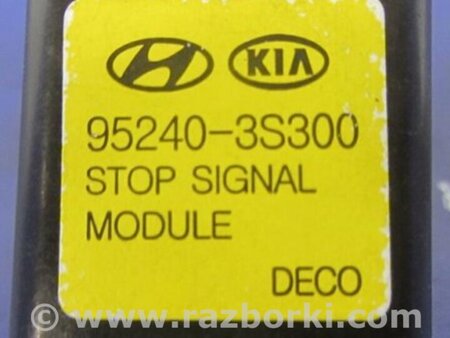 KIA
95240-3S300
STOP SIGNAL
MODULE
DECO
© www.razborki.com